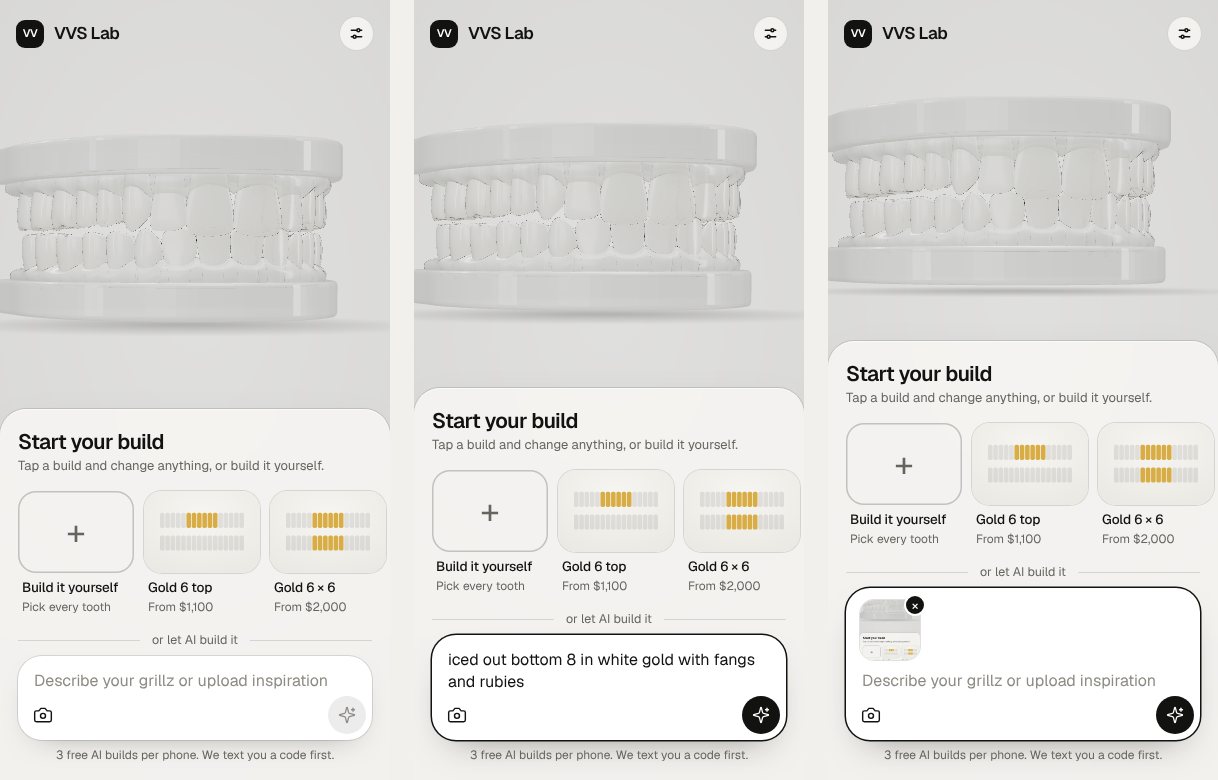 VV VVS Lab
Start your build
Tap a build and change anything, or build it yourself.
Build it yourself
Pick every tooth
Gold 6 top
From $1,100
Gold 6 × 6
From $2,000
or let AI build it
Describe your grillz or upload inspiration
3 free AI builds per phone. We text you a code first.
VV VVS Lab
Start your build
Tap a build and change anything, or build it yourself.
Build it yourself
Pick every tooth
Gold 6 top
From $1,100
Gold 6 × 6
From $2,000
or let AI build it
iced out bottom 8 in white gold with fangs
and rubies
3 free AI builds per phone. We text you a code first.
VV VVS Lab
Start your build
Tap a build and change anything, or build it yourself.
Build it yourself
Pick every tooth
Gold 6 top
From $1,100
Gold 6 × 6
From $2,000
or let AI build it
Start your build
Describe your grillz or upload inspiration
3 free AI builds per phone. We text you a code first.